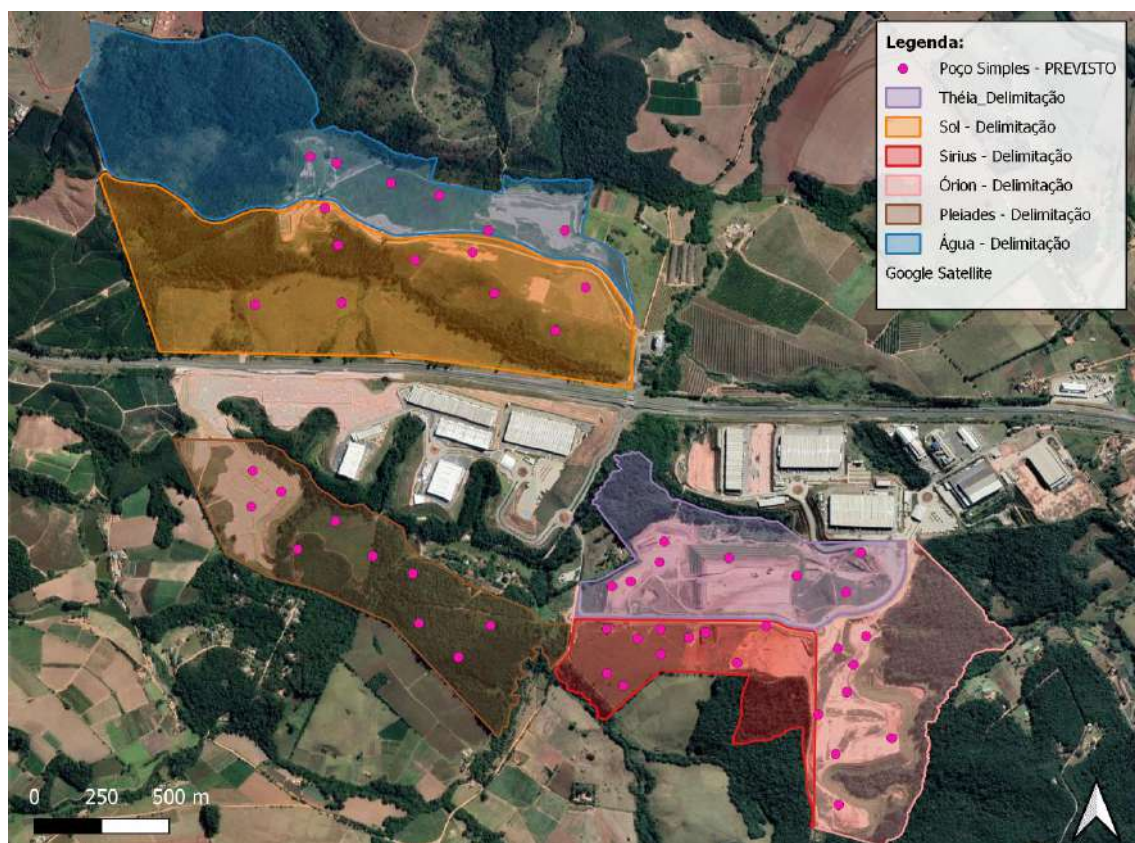 Legenda:
Poço Simples - PREVISTO
Théia_Delimitação
Sol - Delimitação
Sirius - Delimitação
Órion - Delimitação
Pleiades - Delimitação
Água - Delimitação
Google Satellite
0 250 500 m